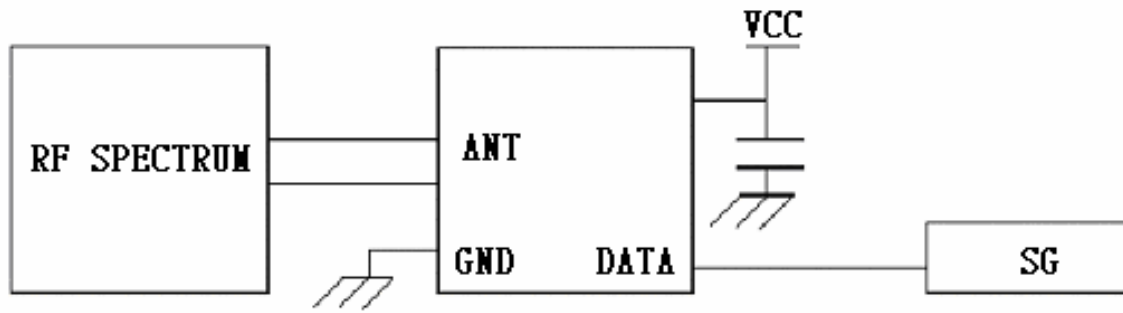 VCC
RF SPECTRUM
ANT
GND
DATA
SG